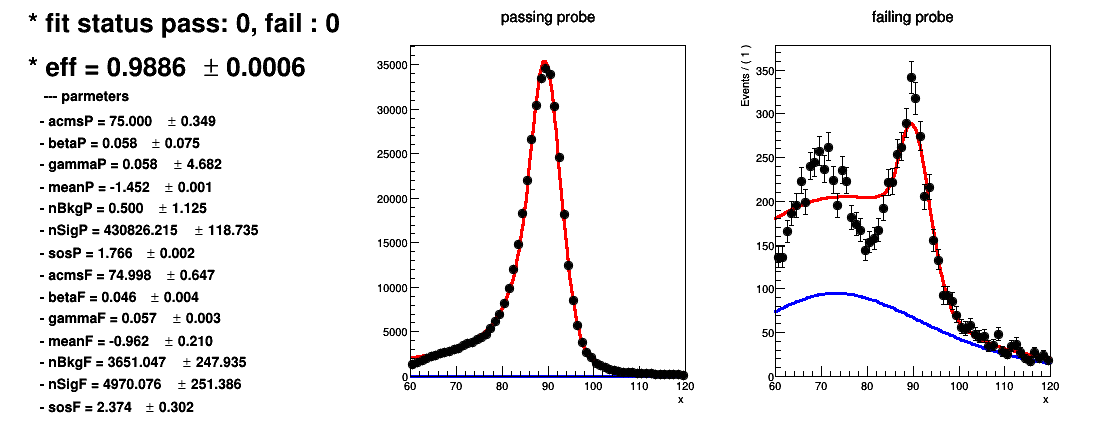 * fit status pass: 0, fail : 0
* eff = 0.9886 ± 0.0006
--- parmeters
- acmsP = 75.000 ± 0.349
- betaP = 0.058 ± 0.075
- gammaP = 0.058 ± 4.682
- meanP = -1.452 ± 0.001
- nBkgP = 0.500 ± 1.125
- nSigP = 430826.215 ± 118.735
- sosP = 1.766 ± 0.002
- acmsF = 74.998 ± 0.647
- betaF = 0.046 ± 0.004
- gammaF = 0.057 ± 0.003
- meanF = -0.962 ± 0.210
- nBkgF = 3651.047 ± 247.935
- nSigF = 4970.076 ± 251.386
- sosF = 2.374 ± 0.302
passing probe
35000
30000
25000
20000
15000
10000
5000
0
60 70 80 90 100 110 120
x
failing probe
Events / ( 1 )
350
300
250
200
150
100
50
0
60 70 80 90 100 110 120
x